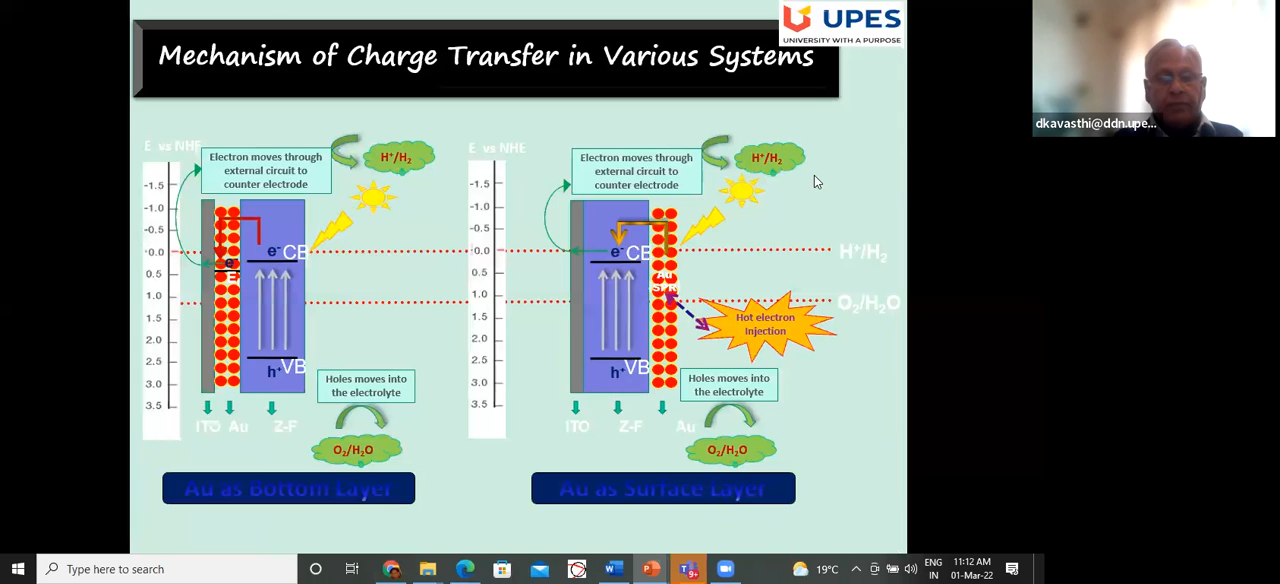 UPES
UNIVERSITY WITH A PURPOSE
Mechanism of Charge Transfer in Various Systems
dkavasthi@ddn.upe...
E vs NHE
Electron moves through
external circuit to
counter electrode
H+/H2
-1.5
-1.0
-0.5
0.0
0.5
1.0
1.5
2.0
2.5
3.0
3.5
e-
CB
e-
E
h+
VB
Holes moves into
the electrolyte
ITO Au Z-F
O2/H2O
Au as Bottom Layer
E vs NHE
Electron moves through
external circuit to
counter electrode
H+/H2
-1.5
-1.0
-0.5
0.0
0.5
1.0
1.5
2.0
2.5
3.0
3.5
e-
CB
Au
SPR
Hot electron
Injection
h+
VB
Holes moves into
the electrolyte
ITO Z-F Au
O2/H2O
Au as Surface Layer
H+/H2
O2/H2O
Type here to search
9+
19°C
ENG
IN
11:12 AM
01-Mar-22